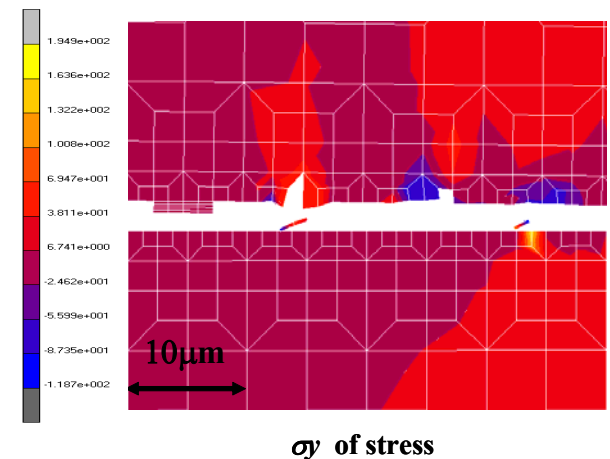 1.949e+002
1.636e+002
1.322e+002
1.008e+002
6.947e+001
3.811e+001
6.741e+000
-2.462e+001
-5.599e+001
-8.735e+001
-1.187e+002
10μm
σy of stress